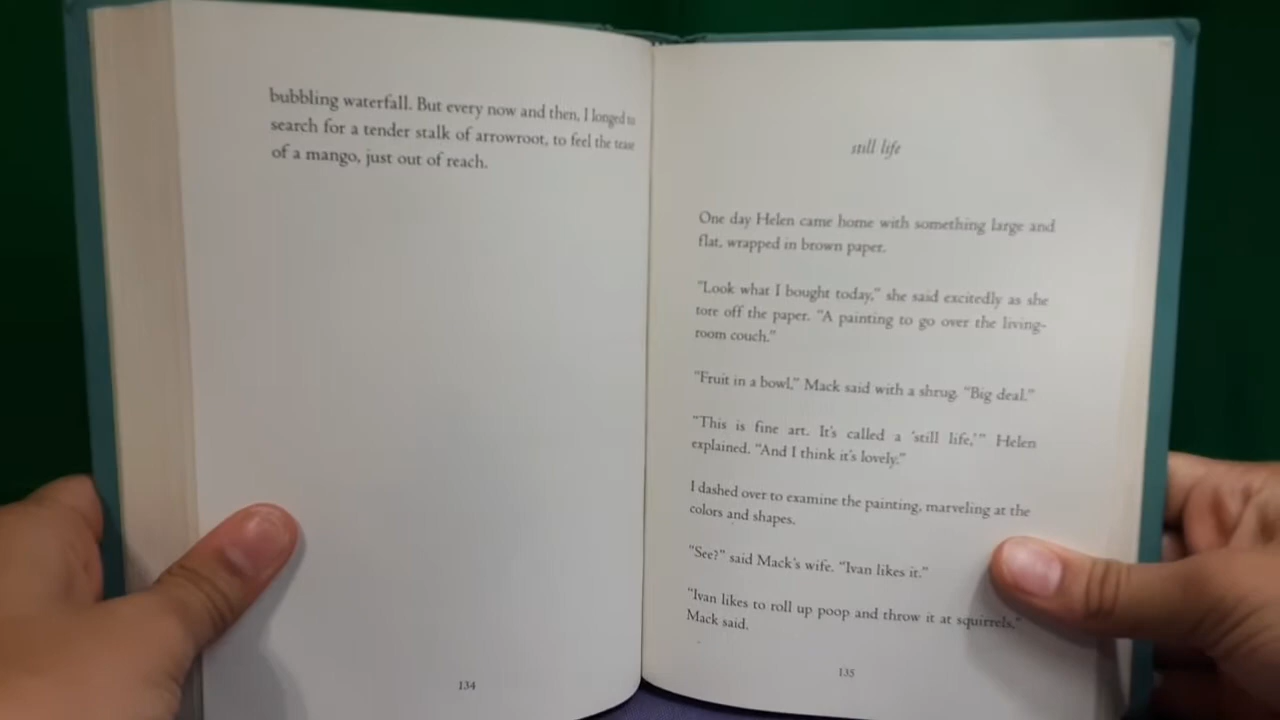 bubbling waterfall. But every now and then, I longed to
search for a tender stalk of arrowroot, to feel the tease
of a mango, just out of reach.
134
still life
One day Helen came home with something large and
flat, wrapped in brown paper.
"Look what I bought today," she said excitedly as she
tore off the paper. "A painting to go over the living-
room couch."
"Fruit in a bowl," Mack said with a shrug. "Big deal."
"This is fine art. It's called a 'still life,'" Helen
explained. "And I think it's lovely."
I dashed over to examine the painting, marveling at the
colors and shapes.
"See?" said Mack's wife. "Ivan likes it."
"Ivan likes to roll up poop and throw it at squirrels,"
Mack said.
135